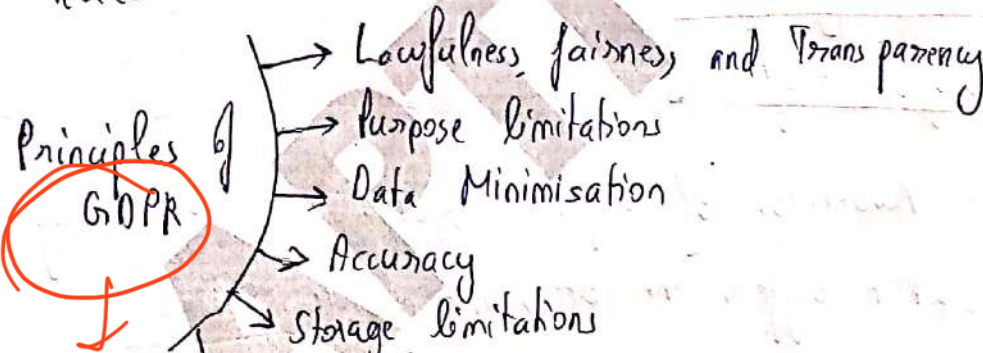 Lawfulness, fairness, and Transparency
Principles of
GDPR
Purpose limitations
Data Minimisation
Accuracy
Storage limitations